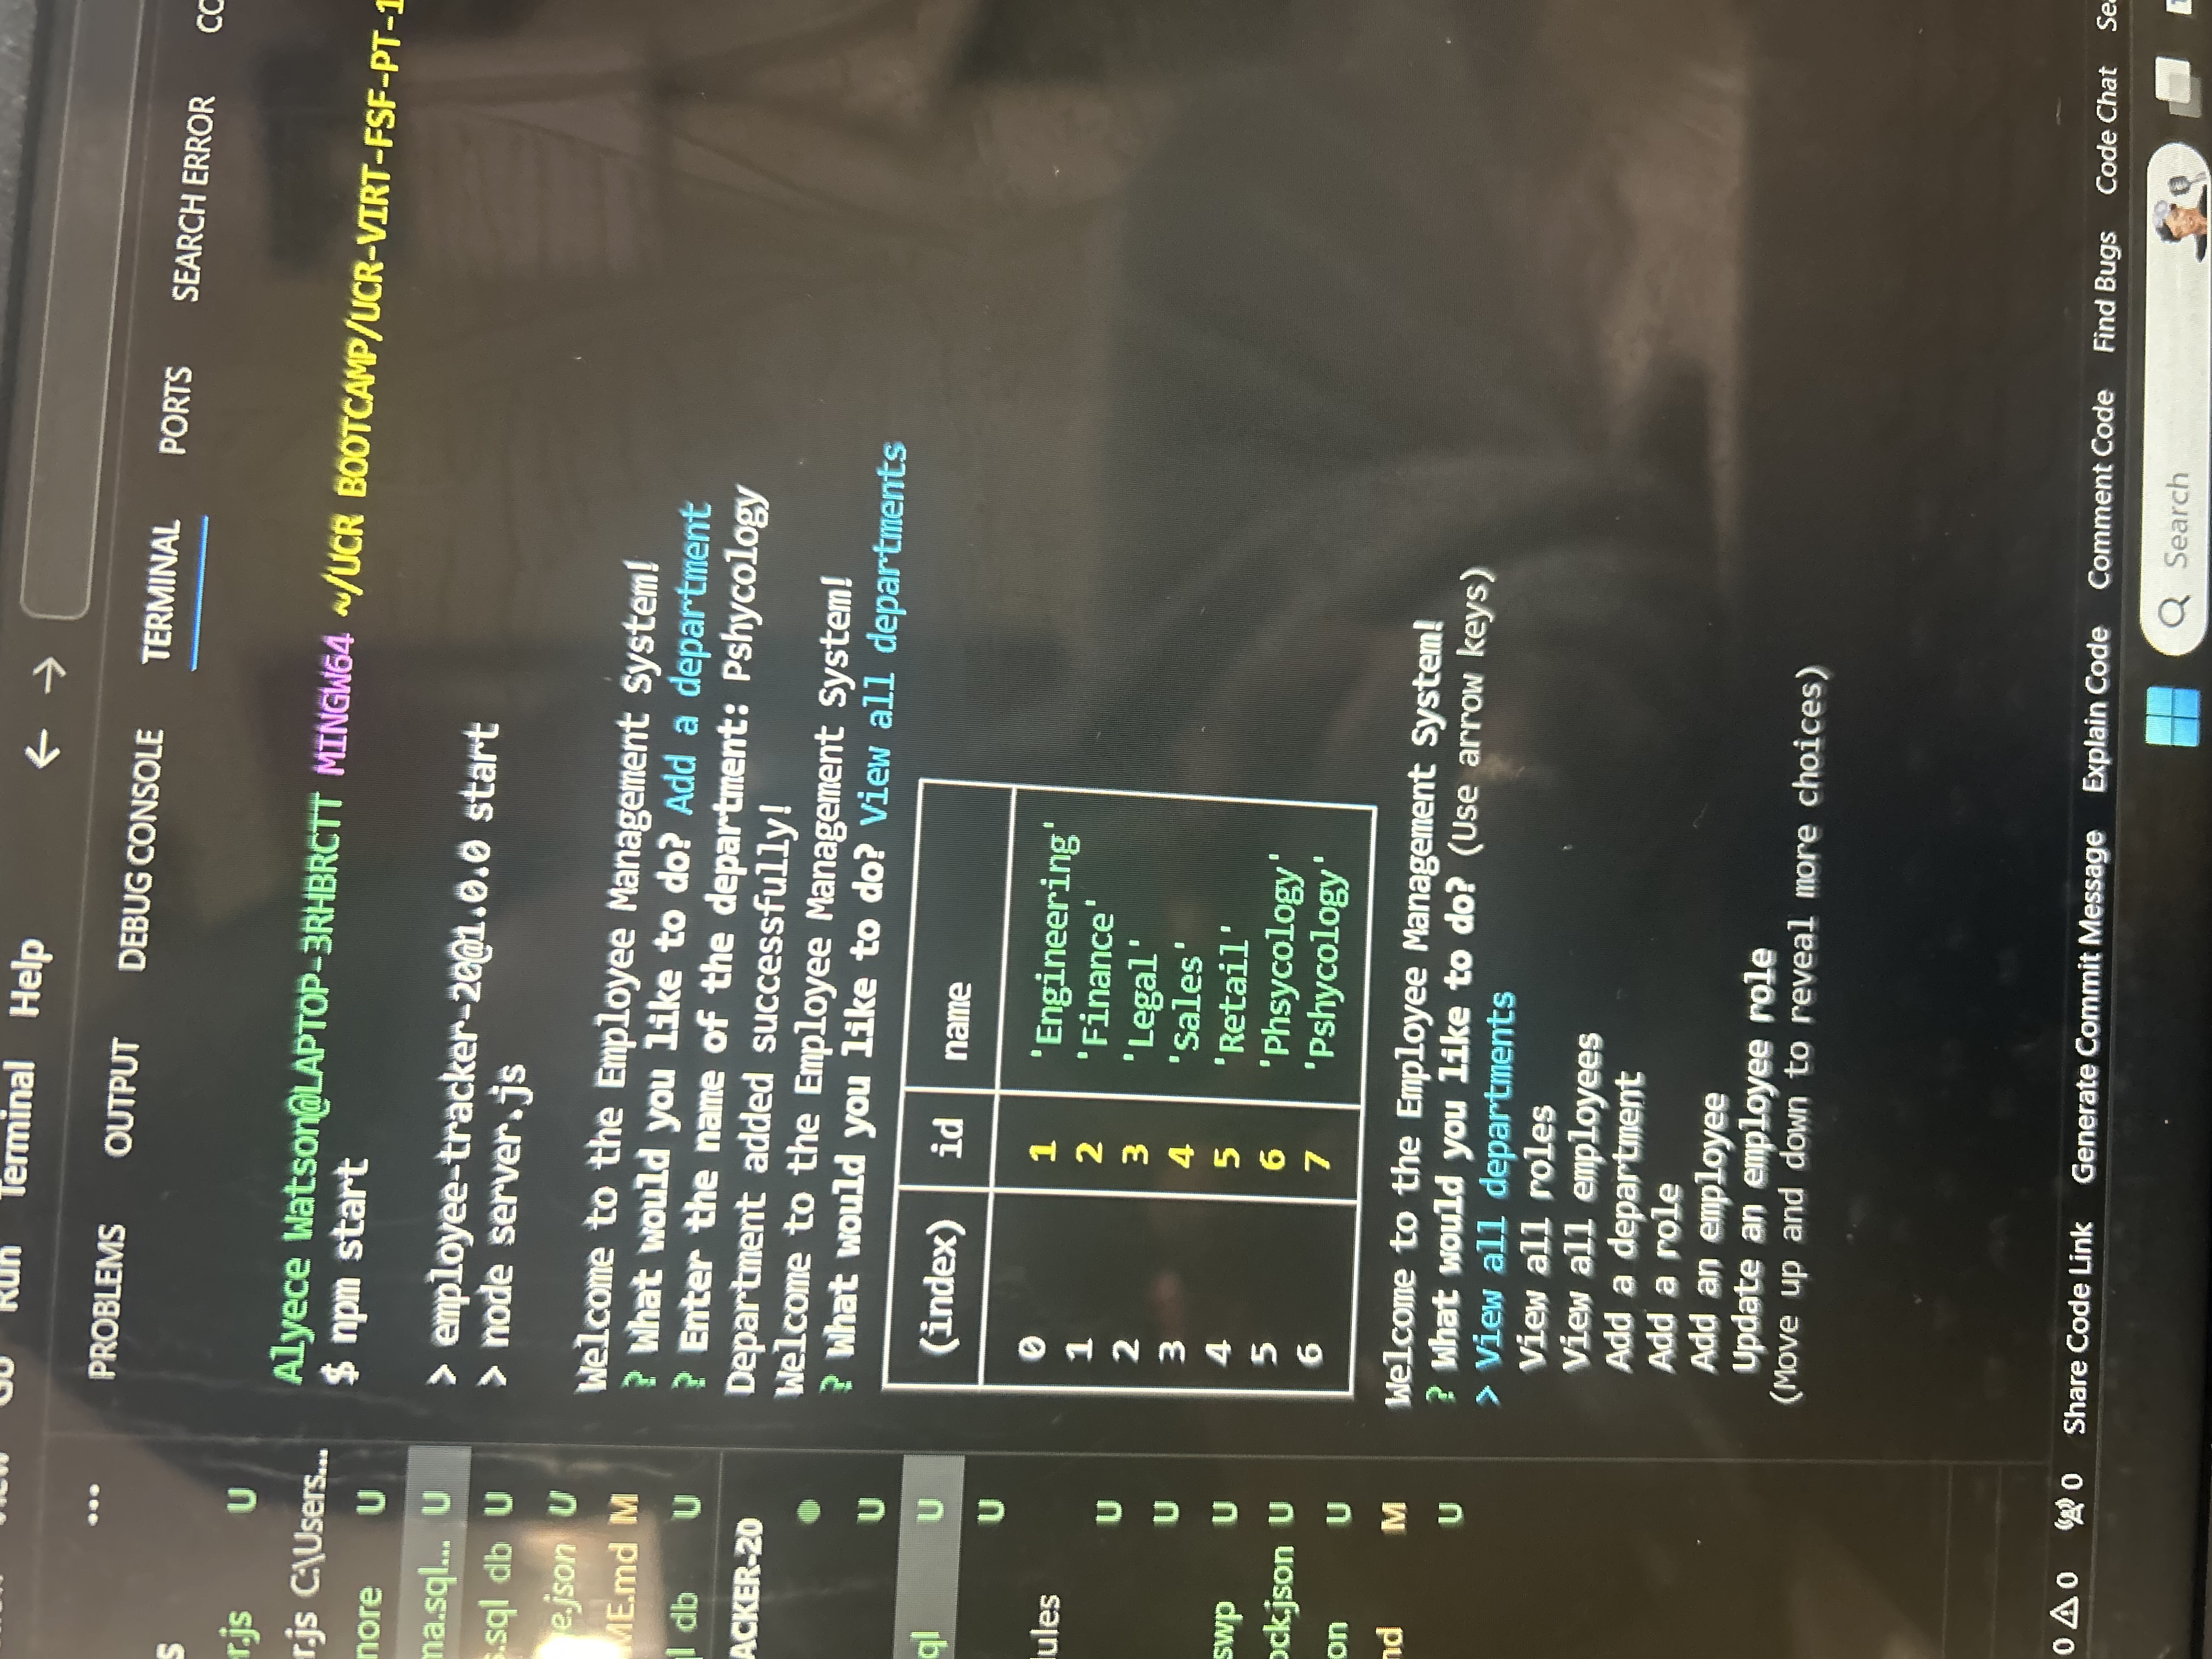 Go Run Terminal Help
PROBLEMS OUTPUT DEBUG CONSOLE TERMINAL PORTS SEARCH ERROR
r.js U
r.js C:\Users...
nore U
ma.sql... U
s.sql db U
e.json U
ME.md M
l db U
ACKER-20
U
ql U
U
lules
U
U
swp U
ock.json U
on U
nd M
U
Alyece Watson@LAPTOP-3RHBRCTT MINGW64 ~/UCR BOOTCAMP/UCR-VIRT-FSF-PT-1
$ npm start
> employee-tracker-20@1.0.0 start
> node server.js
Welcome to the Employee Management System!
? What would you like to do? Add a department
? Enter the name of the department: Pshycology
Department added successfully!
Welcome to the Employee Management System!
? What would you like to do? View all departments
(index) id name
0 1 'Engineering'
1 2 'Finance'
2 3 'Legal'
3 4 'Sales'
4 5 'Retail'
5 6 'Phsycology'
6 7 'Pshycology'
Welcome to the Employee Management System!
? What would you like to do? (Use arrow keys)
> View all departments
View all roles
View all employees
Add a department
Add a role
Add an employee
Update an employee role
(Move up and down to reveal more choices)
0 0 0 Share Code Link Generate Commit Message Explain Code Comment Code Find Bugs Code Chat
Search